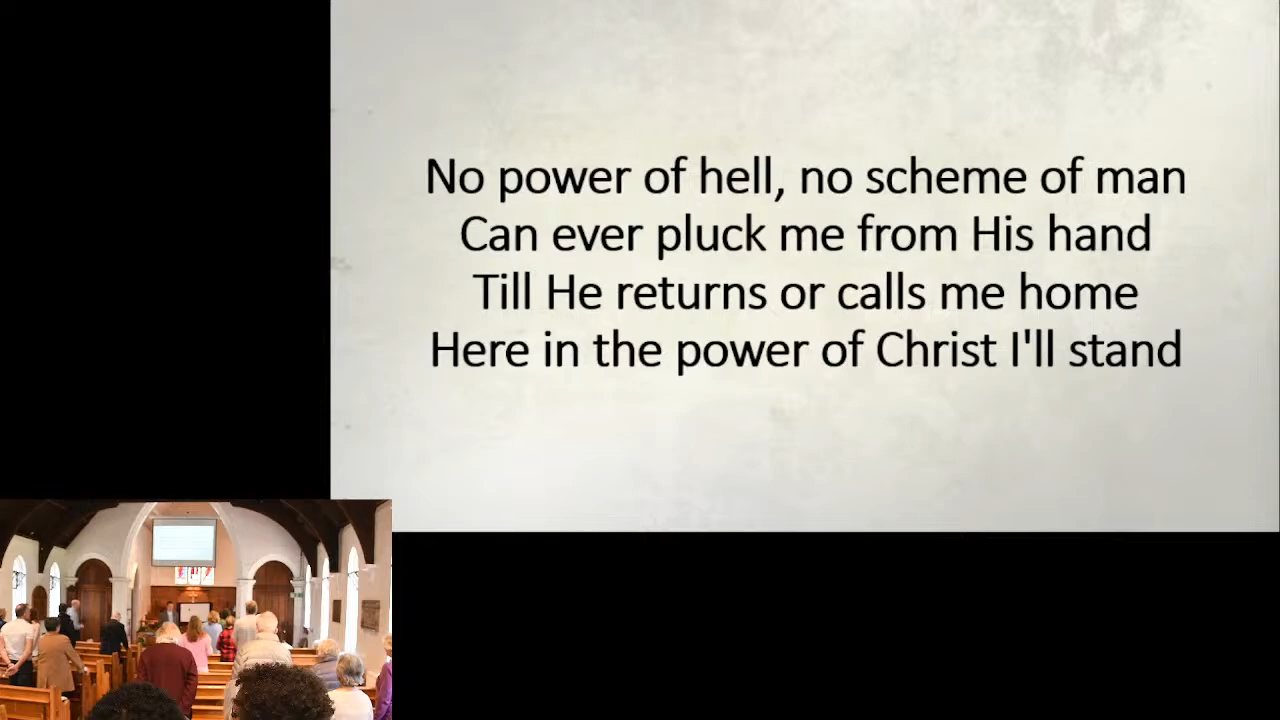 No power of hell, no scheme of man
Can ever pluck me from His hand
Till He returns or calls me home
Here in the power of Christ I'll stand